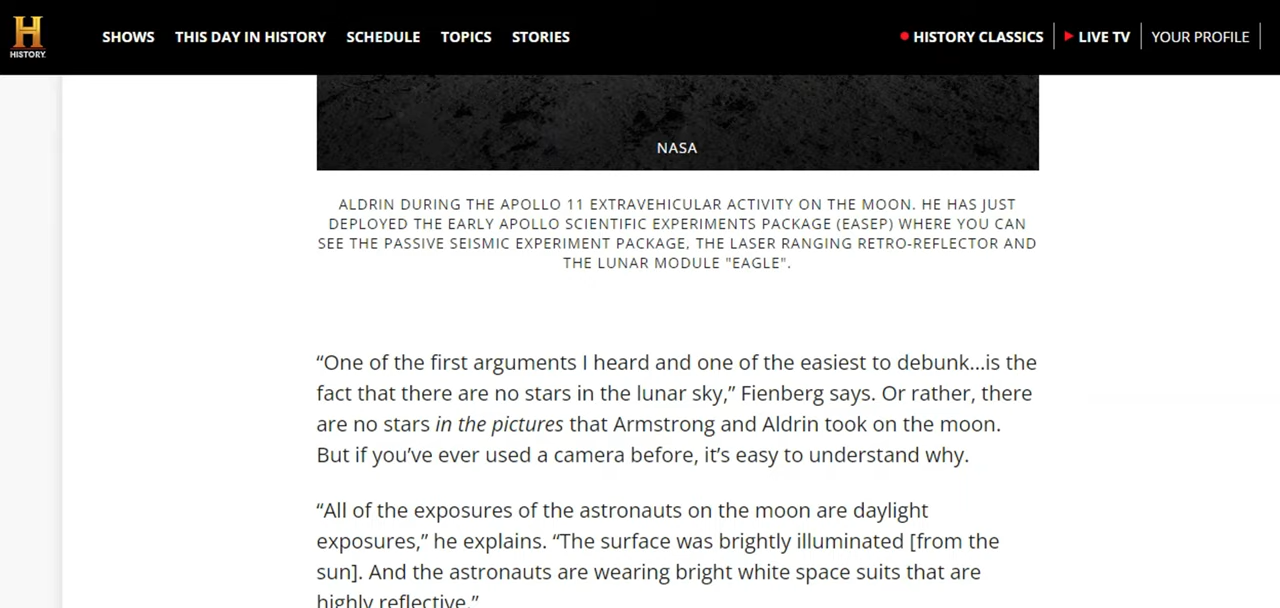 H
HISTORY
SHOWS THIS DAY IN HISTORY SCHEDULE TOPICS STORIES HISTORY CLASSICS LIVE TV YOUR PROFILE
NASA
ALDRIN DURING THE APOLLO 11 EXTRAVEHICULAR ACTIVITY ON THE MOON. HE HAS JUST
DEPLOYED THE EARLY APOLLO SCIENTIFIC EXPERIMENTS PACKAGE (EASEP) WHERE YOU CAN
SEE THE PASSIVE SEISMIC EXPERIMENT PACKAGE, THE LASER RANGING RETRO-REFLECTOR AND
THE LUNAR MODULE "EAGLE".
“One of the first arguments I heard and one of the easiest to debunk...is the
fact that there are no stars in the lunar sky,” Fienberg says. Or rather, there
are no stars in the pictures that Armstrong and Aldrin took on the moon.
But if you’ve ever used a camera before, it’s easy to understand why.
“All of the exposures of the astronauts on the moon are daylight
exposures,” he explains. “The surface was brightly illuminated [from the
sun]. And the astronauts are wearing bright white space suits that are
highly reflective.”